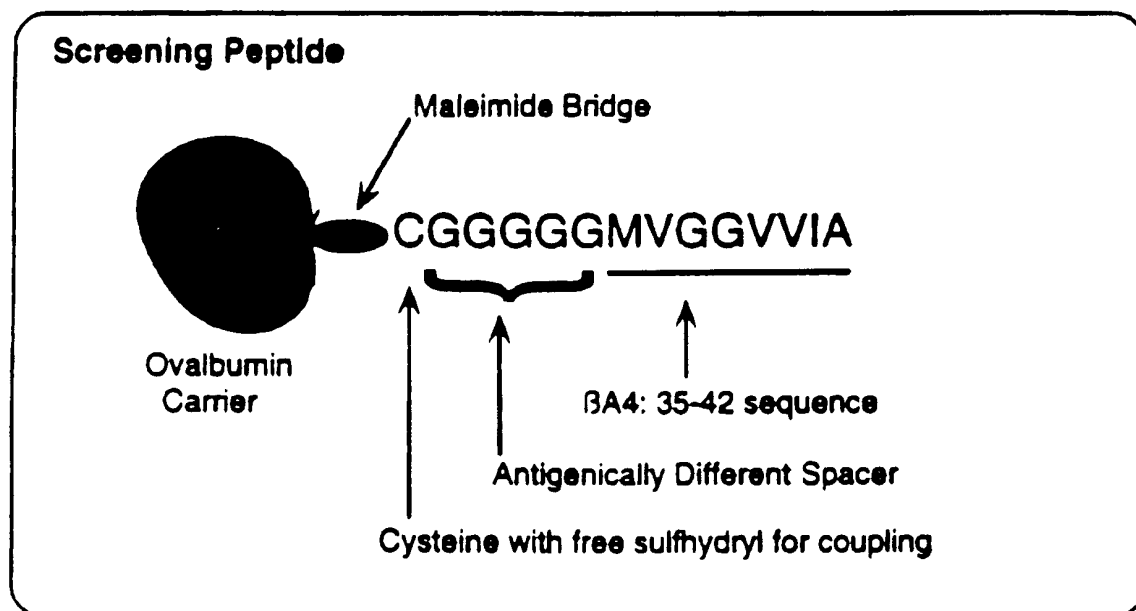 Screening Peptide
Maleimide Bridge
CGGGGGMVGGVVIA
Ovalbumin
Carrier
βA4: 35-42 sequence
Antigenically Different Spacer
Cysteine with free sulfhydryl for coupling